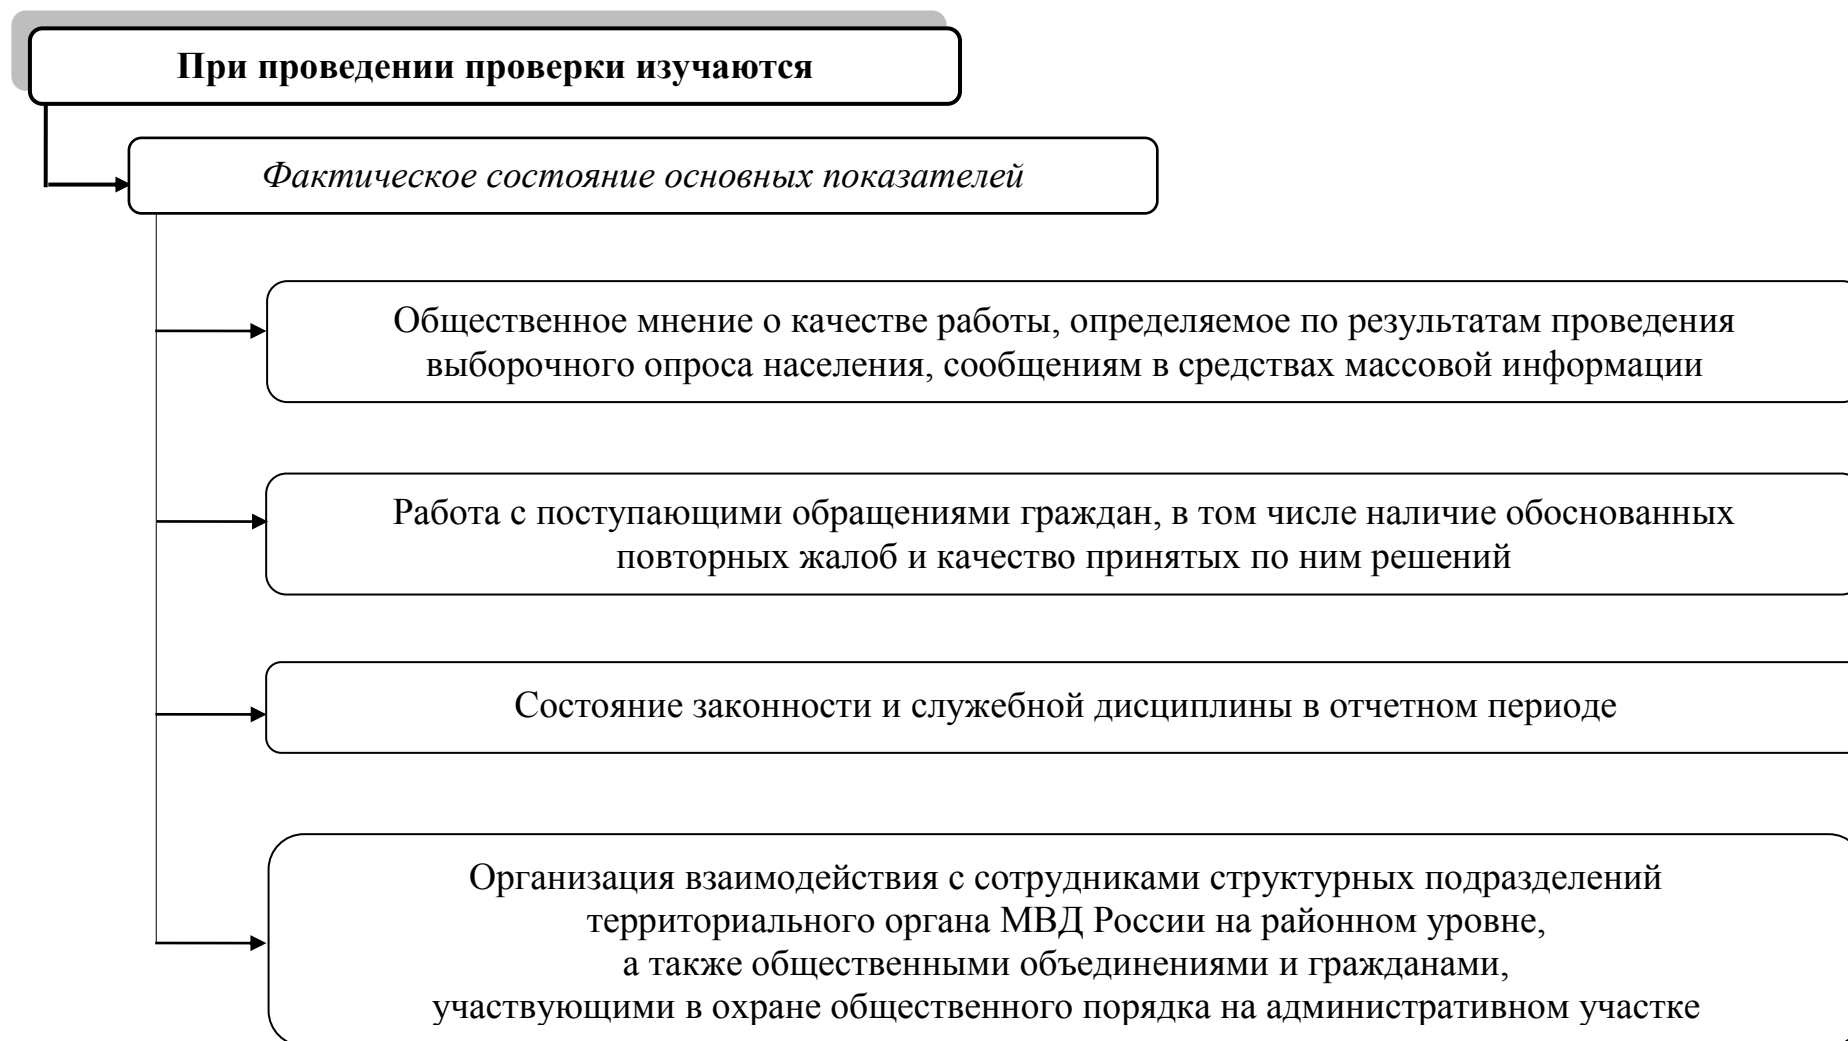 При проведении проверки изучаются
Фактическое состояние основных показателей
Общественное мнение о качестве работы, определяемое по результатам проведения
выборочного опроса населения, сообщениям в средствах массовой информации
Работа с поступающими обращениями граждан, в том числе наличие обоснованных
повторных жалоб и качество принятых по ним решений
Состояние законности и служебной дисциплины в отчетном периоде
Организация взаимодействия с сотрудниками структурных подразделений
территориального органа МВД России на районном уровне,
а также общественными объединениями и гражданами,
участвующими в охране общественного порядка на административном участке